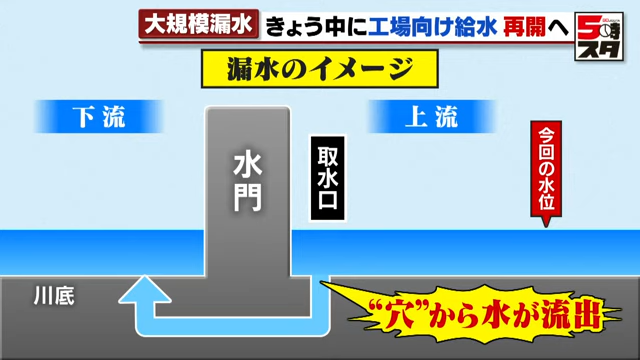 大規模漏水 きょう中に工場向け給水 再開へ
5時スタ
漏水のイメージ
下流
上流
水門
取水口
今回の水位
川底
“穴”から水が流出